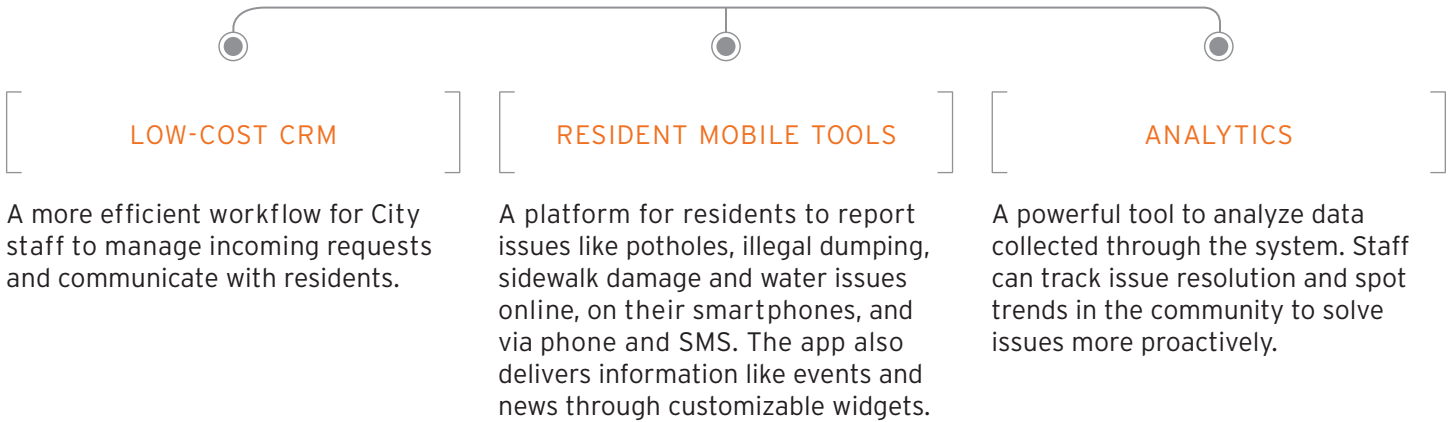 LOW-COST CRM
A more efficient workflow for City
staff to manage incoming requests
and communicate with residents.
RESIDENT MOBILE TOOLS
A platform for residents to report
issues like potholes, illegal dumping,
sidewalk damage and water issues
online, on their smartphones, and
via phone and SMS. The app also
delivers information like events and
news through customizable widgets.
ANALYTICS
A powerful tool to analyze data
collected through the system. Staff
can track issue resolution and spot
trends in the community to solve
issues more proactively.